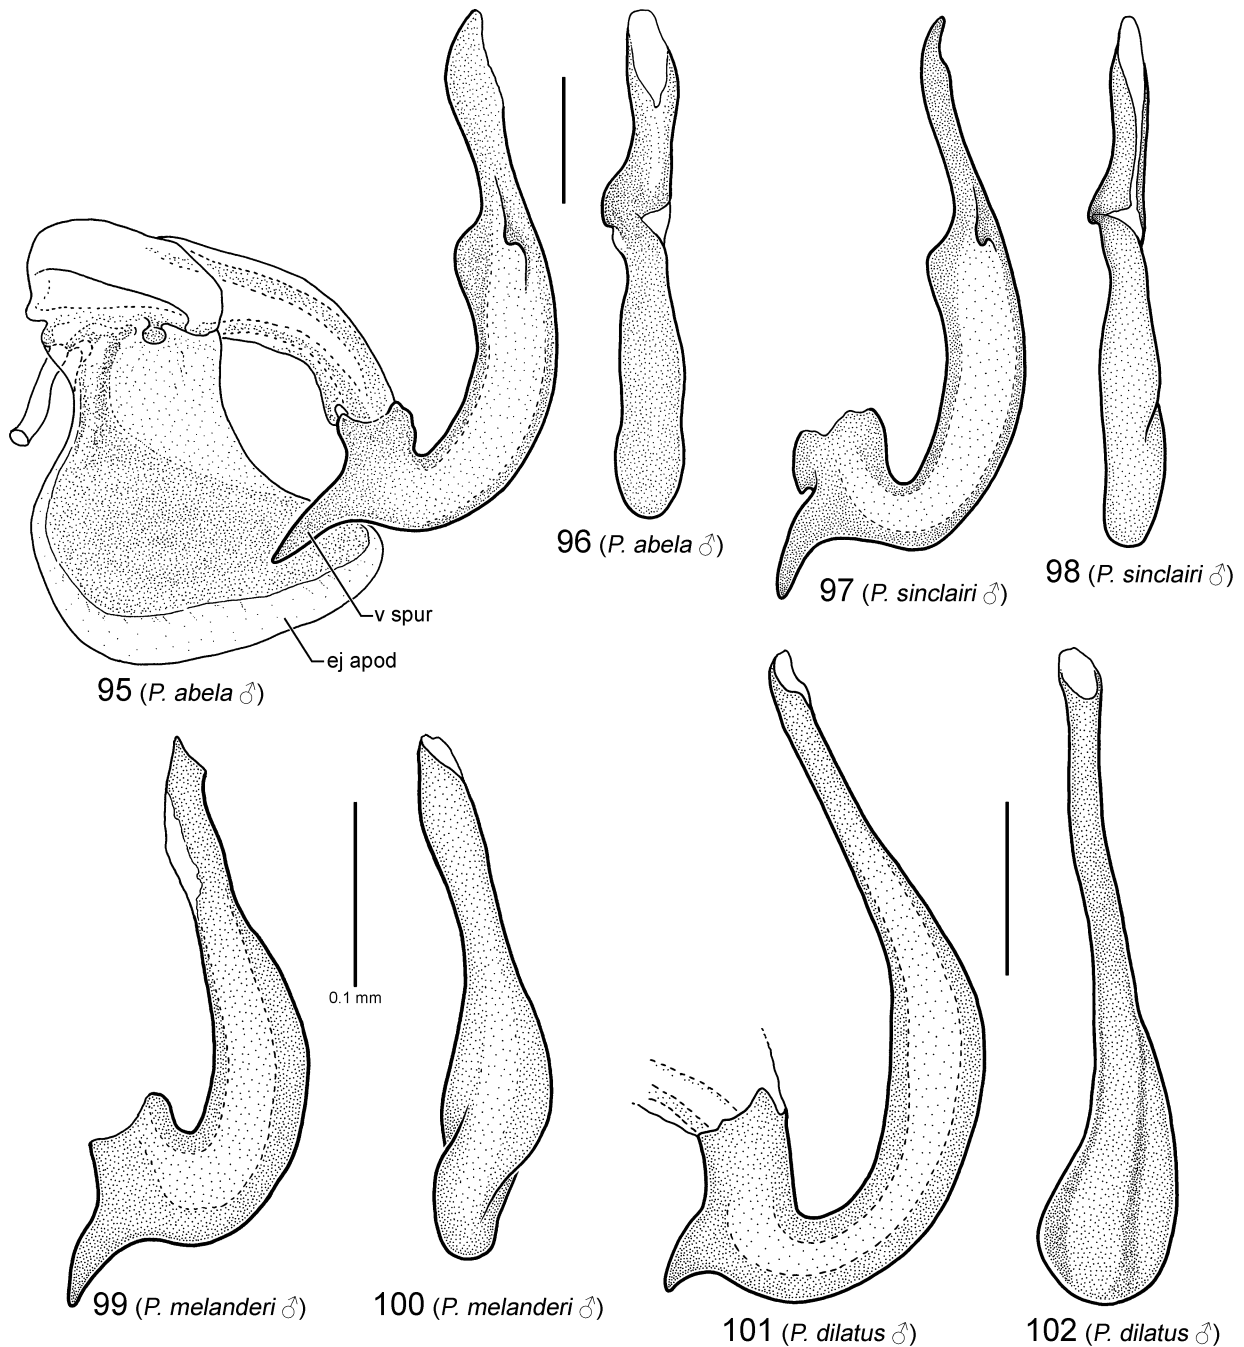 96 (P. abela ♂)
98 (P. sinclairi ♂)
97 (P. sinclairi ♂)
v spur
ej apod
95 (P. abela ♂)
0.1 mm
99 (P. melanderi ♂)
100 (P. melanderi ♂)
101 (P. dilatus ♂)
102 (P. dilatus ♂)